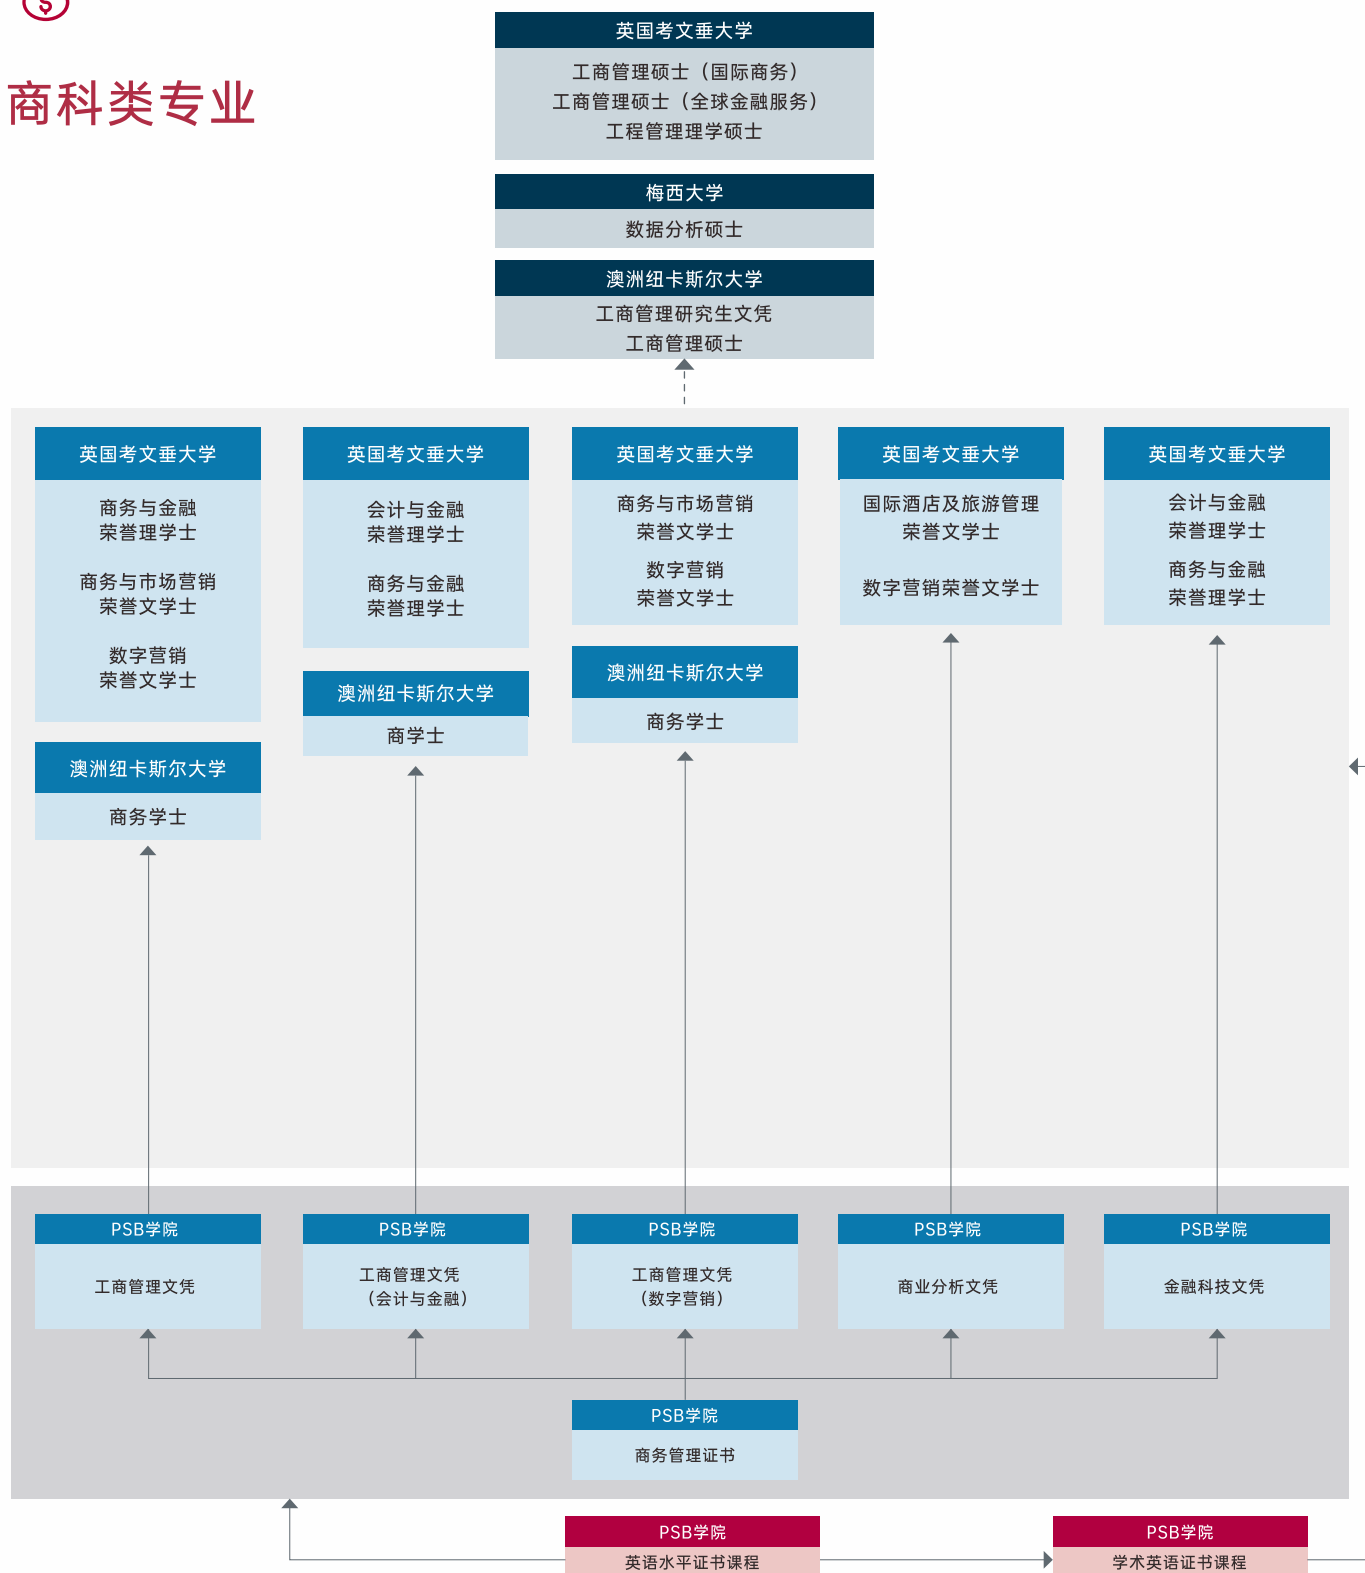 $
商科类专业
英国考文垂大学
工商管理硕士（国际商务）
工商管理硕士（全球金融服务）
工程管理理学硕士
梅西大学
数据分析硕士
澳洲纽卡斯尔大学
工商管理研究生文凭
工商管理硕士
英国考文垂大学
商务与金融
荣誉理学士
商务与市场营销
荣誉文学士
数字营销
荣誉文学士
澳洲纽卡斯尔大学
商务学士
英国考文垂大学
会计与金融
荣誉理学士
商务与金融
荣誉理学士
澳洲纽卡斯尔大学
商学士
英国考文垂大学
商务与市场营销
荣誉文学士
数字营销
荣誉文学士
澳洲纽卡斯尔大学
商务学士
英国考文垂大学
国际酒店及旅游管理
荣誉文学士
数字营销荣誉文学士
英国考文垂大学
会计与金融
荣誉理学士
商务与金融
荣誉理学士
PSB学院
工商管理文凭
PSB学院
工商管理文凭
（会计与金融）
PSB学院
工商管理文凭
（数字营销）
PSB学院
商业分析文凭
PSB学院
金融科技文凭
PSB学院
商务管理证书
PSB学院
英语水平证书课程
PSB学院
学术英语证书课程